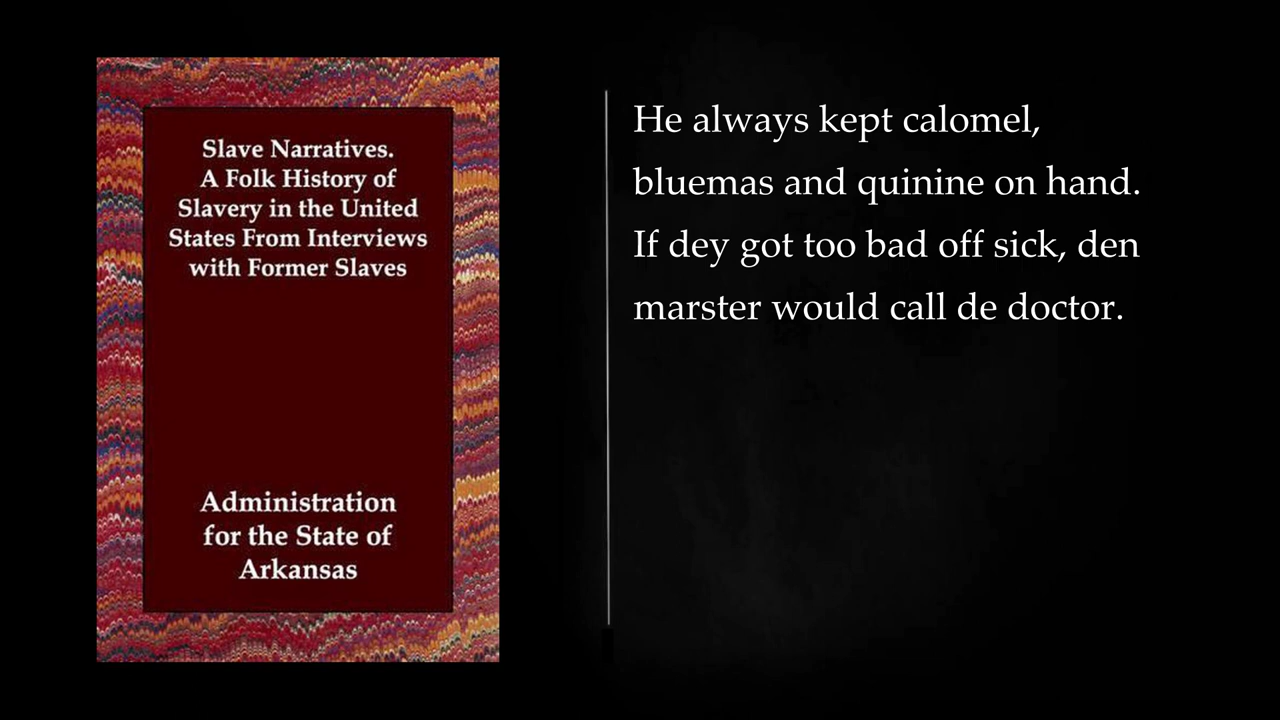 Slave Narratives.
A Folk History of
Slavery in the United
States From Interviews
with Former Slaves
Administration
for the State of
Arkansas
He always kept calomel,
bluemas and quinine on hand.
If dey got too bad off sick, den
marster would call de doctor.